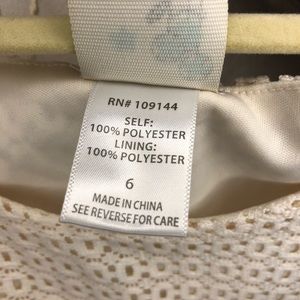 RN# 109144
SELF:
100% POLYESTER
LINING:
100% POLYESTER
6
MADE IN CHINA
SEE REVERSE FOR CARE